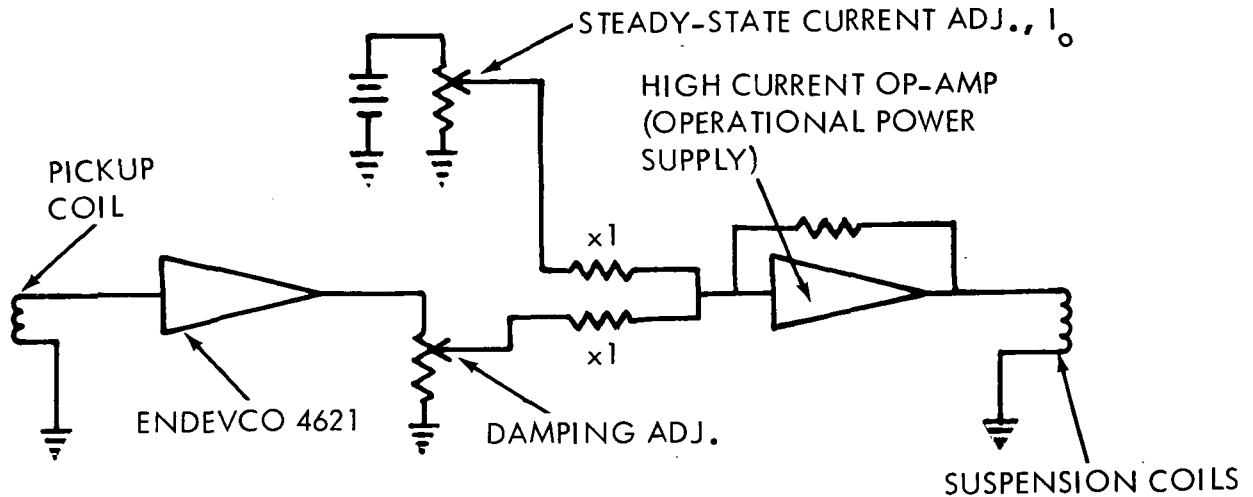 STEADY-STATE CURRENT ADJ., I₀
HIGH CURRENT OP-AMP
(OPERATIONAL POWER
SUPPLY)
PICKUP
COIL
x1
x1
ENDEVCO 4621
DAMPING ADJ.
SUSPENSION COILS